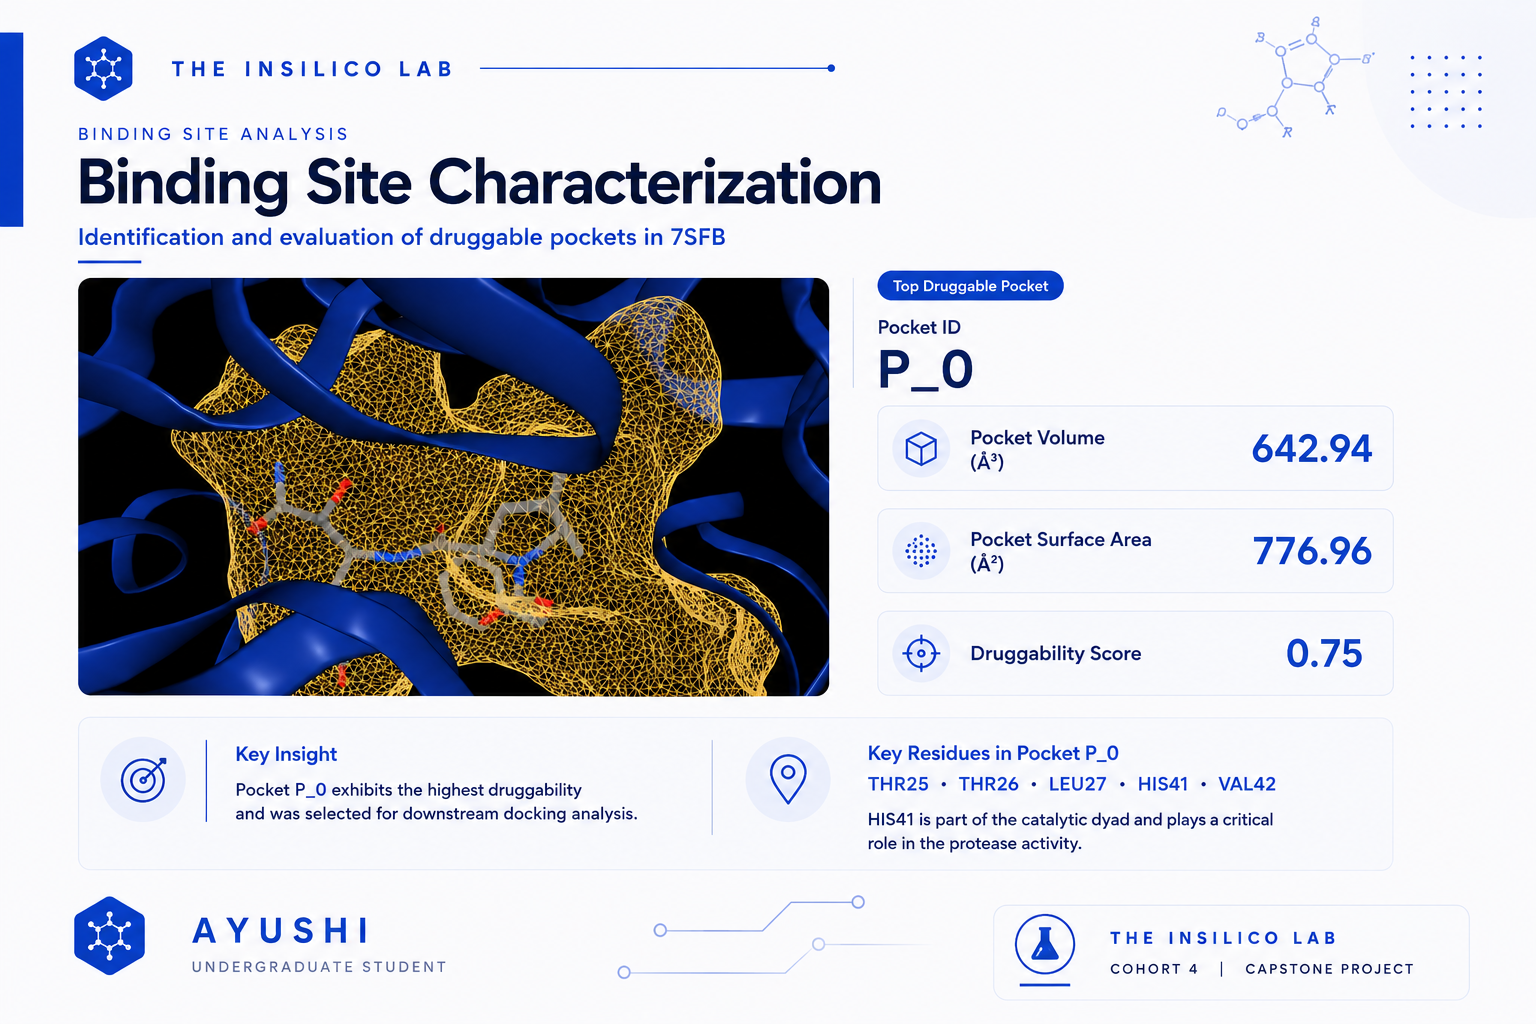 THE INSILICO LAB
BINDING SITE ANALYSIS
Binding Site Characterization
Identification and evaluation of druggable pockets in 7SFB
Top Druggable Pocket
Pocket ID
P_0
Pocket Volume
(Å³)
642.94
Pocket Surface Area
(Å²)
776.96
Druggability Score
0.75
Key Insight
Pocket P_0 exhibits the highest druggability
and was selected for downstream docking analysis.
Key Residues in Pocket P_0
THR25 • THR26 • LEU27 • HIS41 • VAL42
HIS41 is part of the catalytic dyad and plays a critical
role in the protease activity.
AYUSHI
UNDERGRADUATE STUDENT
THE INSILICO LAB
COHORT 4 | CAPSTONE PROJECT